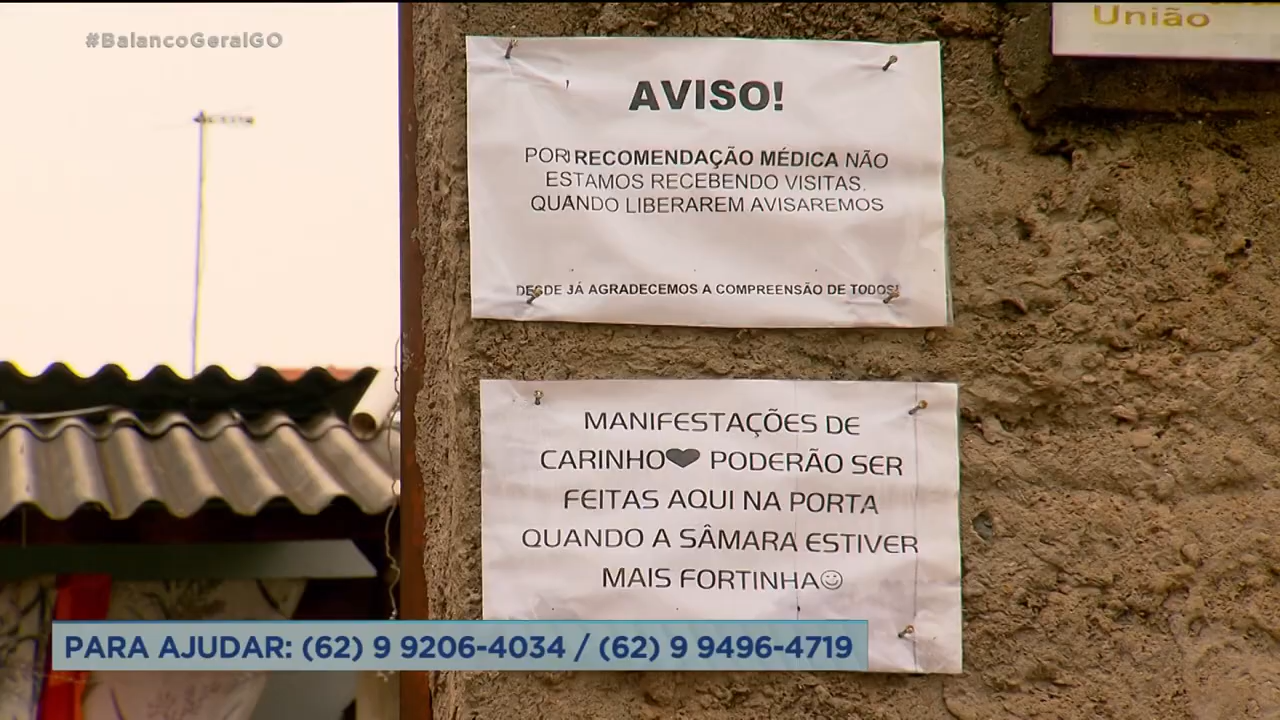 #BalancoGeralGO
União
AVISO!
POR RECOMENDAÇÃO MÉDICA NÃO
ESTAMOS RECEBENDO VISITAS.
QUANDO LIBERAREM AVISAREMOS
DESDE JÁ AGRADECEMOS A COMPREENSÃO DE TODOS!
MANIFESTAÇÕES DE
CARINHO❤ PODERÃO SER
FEITAS AQUI NA PORTA
QUANDO A SÂMARA ESTIVER
MAIS FORTINHA☺
PARA AJUDAR: (62) 9 9206-4034 / (62) 9 9496-4719